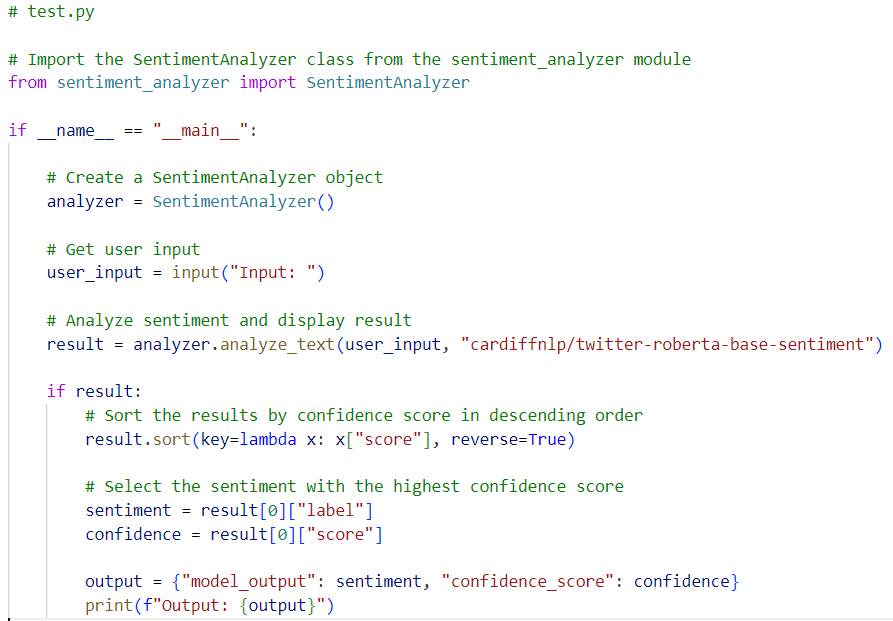 # test.py
# Import the SentimentAnalyzer class from the sentiment_analyzer module
from sentiment_analyzer import SentimentAnalyzer
if __name__ == "__main__":
    # Create a SentimentAnalyzer object
    analyzer = SentimentAnalyzer()
    # Get user input
    user_input = input("Input: ")
    # Analyze sentiment and display result
    result = analyzer.analyze_text(user_input, "cardiffnlp/twitter-roberta-base-sentiment")
    if result:
        # Sort the results by confidence score in descending order
        result.sort(key=lambda x: x["score"], reverse=True)
        # Select the sentiment with the highest confidence score
        sentiment = result[0]["label"]
        confidence = result[0]["score"]
        output = {"model_output": sentiment, "confidence_score": confidence}
        print(f"Output: {output}")